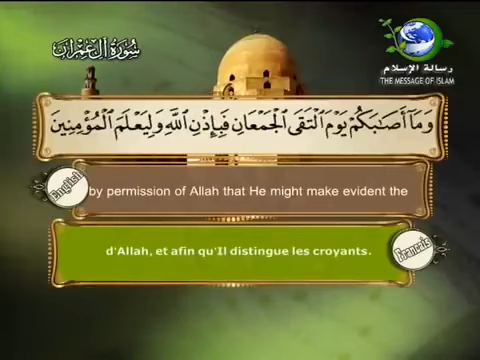 سُورَةُ آلِ عِمْرَانَ
رسالة الإسلام
THE MESSAGE OF ISLAM
وَمَآ أَصَٰبَكُمْ يَوْمَ ٱلْتَقَى ٱلْجَمْعَانِ فَبِإِذْنِ ٱللَّهِ وَلِيَعْلَمَ ٱلْمُؤْمِنِينَ
English
by permission of Allah that He might make evident the
d'Allah, et afin qu'Il distingue les croyants.
Francais